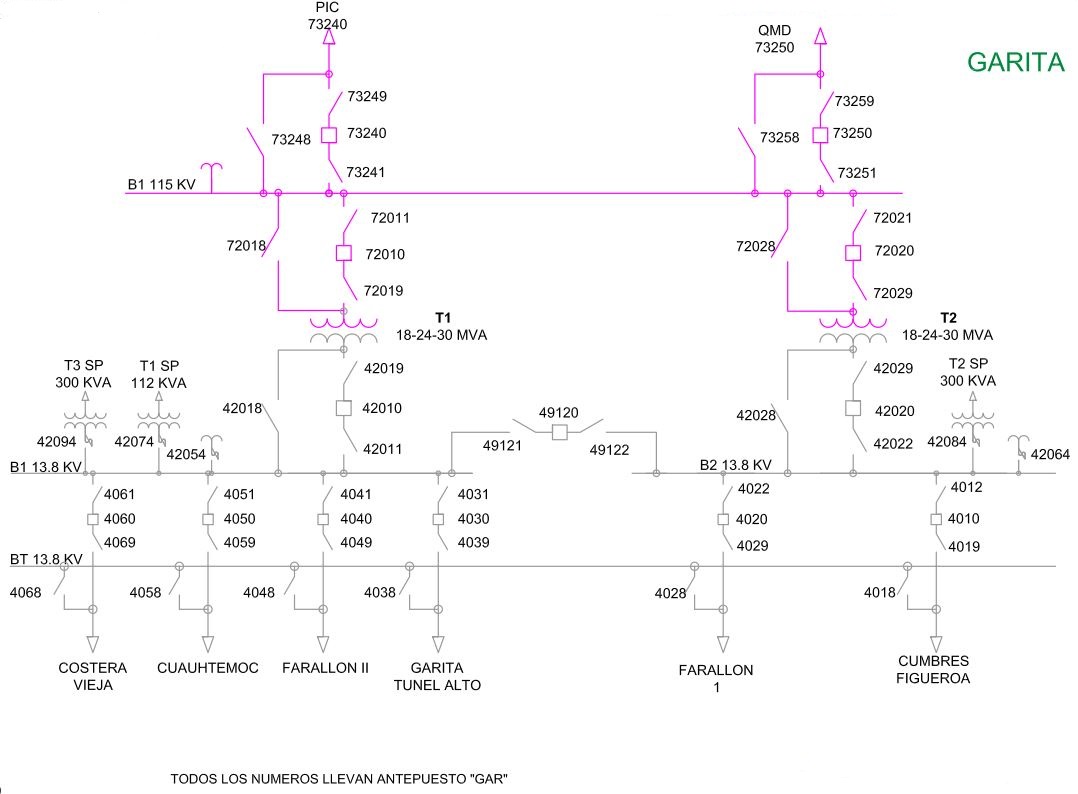 PIC
73240
QMD
73250
GARITA
73249
73259
73248
73240
73258
73250
73241
73251
B1 115 KV
72011
72021
72018
72010
72028
72020
72019
72029
T1
18-24-30 MVA
T2
18-24-30 MVA
T3 SP
300 KVA
T1 SP
112 KVA
42019
42029
T2 SP
300 KVA
42018
42010
49120
42028
42020
42094
42074
42054
42011
49121
49122
42022
42084
42064
B1 13.8 KV
B2 13.8 KV
4061
4051
4041
4031
4022
4012
4060
4050
4040
4030
4020
4010
4069
4059
4049
4039
4029
4019
BT 13.8 KV
4068
4058
4048
4038
4028
4018
COSTERA
VIEJA
CUAUHTEMOC
FARALLON II
GARITA
TUNEL ALTO
FARALLON
1
CUMBRES
FIGUEROA
TODOS LOS NUMEROS LLEVAN ANTEPUESTO "GAR"